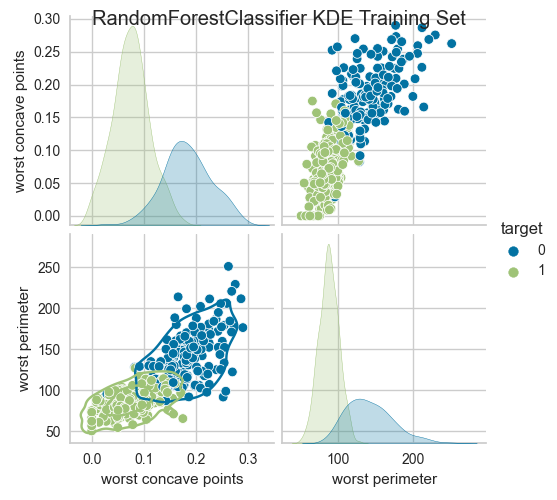 RandomForestClassifier KDE Training Set
0.30
0.25
0.20
0.15
0.10
0.05
0.00
worst concave points
target
0
1
250
200
150
100
50
worst perimeter
0.0 0.1 0.2 0.3
100 200
worst concave points
worst perimeter